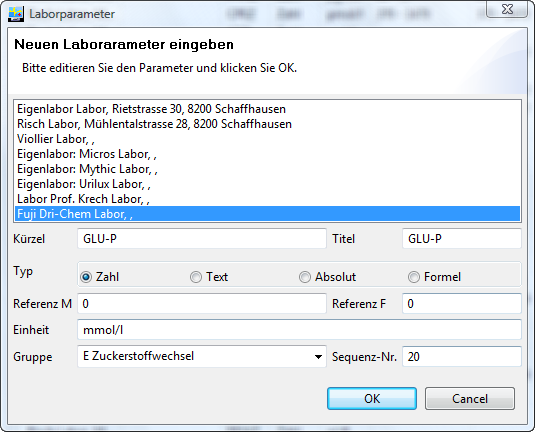 Laborparameter
Neuen Laborarameter eingeben
Bitte editieren Sie den Parameter und klicken Sie OK.
Eigenlabor Labor, Rietstrasse 30, 8200 Schaffhausen
Risch Labor, Mühlentalstrasse 28, 8200 Schaffhausen
Viollier Labor, ,
Eigenlabor: Micros Labor, ,
Eigenlabor: Mythic Labor, ,
Eigenlabor: Urilux Labor, ,
Labor Prof. Krech Labor, ,
Fuji Dri-Chem Labor, ,
Kürzel GLU-P Titel GLU-P
Typ Zahl Text Absolut Formel
Referenz M 0 Referenz F 0
Einheit mmol/l
Gruppe E Zuckerstoffwechsel Sequenz-Nr. 20
OK Cancel